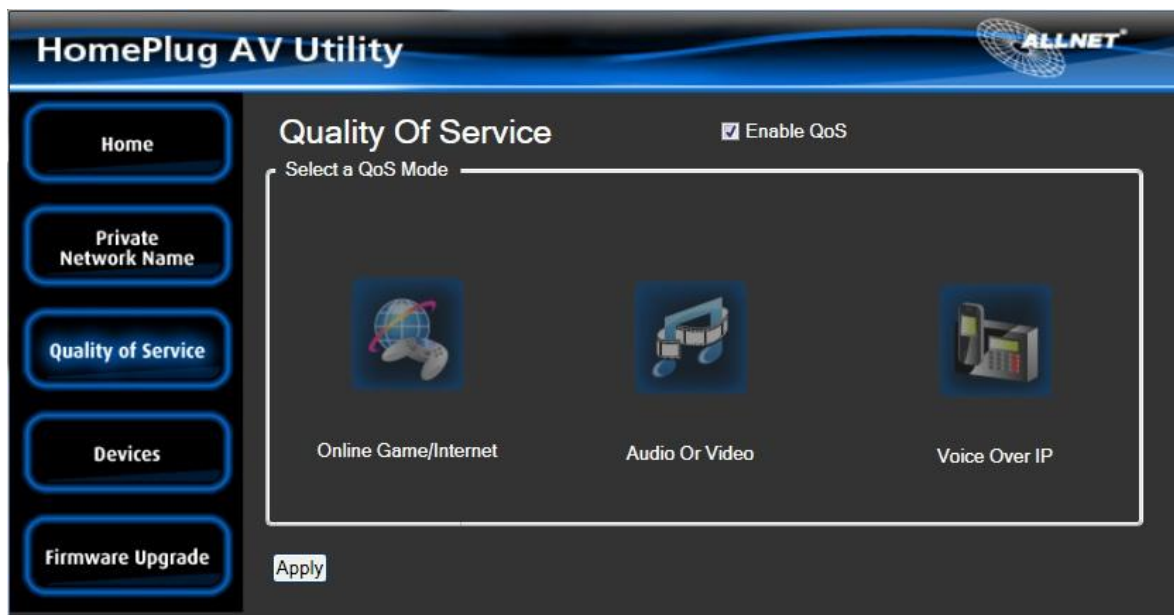 HomePlug AV Utility
ALLNET®
Home
Private
Network Name
Quality of Service
Devices
Firmware Upgrade
Quality Of Service
Enable QoS
Select a QoS Mode
Online Game/Internet
Audio Or Video
Voice Over IP
Apply